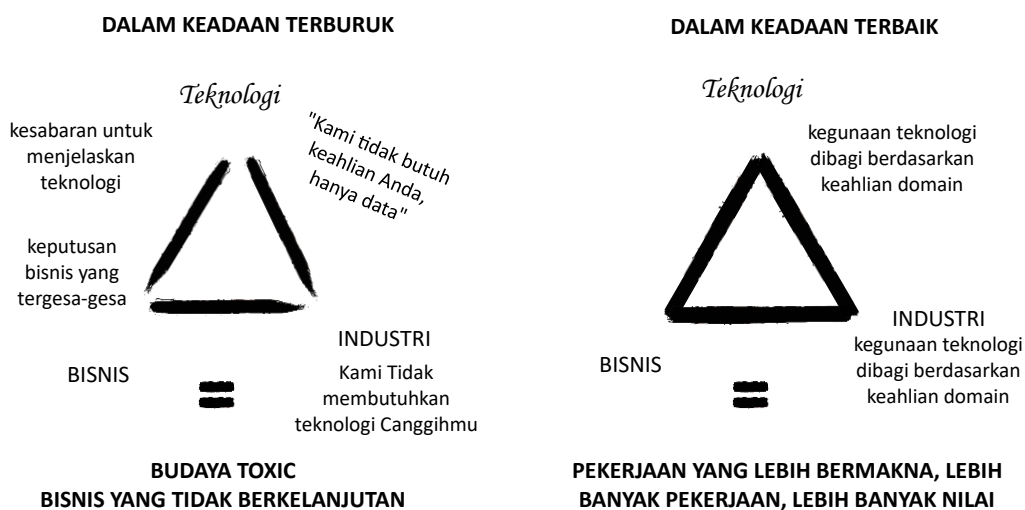 DALAM KEADAAN TERBURUK
Teknologi
kesabaran untuk
menjelaskan
teknologi
"Kami tidak butuh
keahlian Anda,
hanya data"
keputusan
bisnis yang
tergesa-gesa
BISNIS
INDUSTRI
Kami Tidak
membutuhkan
teknologi Canggihmu
BUDAYA TOXIC
BISNIS YANG TIDAK BERKELANJUTAN
DALAM KEADAAN TERBAIK
Teknologi
kegunaan teknologi
dibagi berdasarkan
keahlian domain
BISNIS
INDUSTRI
kegunaan teknologi
dibagi berdasarkan
keahlian domain
PEKERJAAN YANG LEBIH BERMAKNA, LEBIH
BANYAK PEKERJAAN, LEBIH BANYAK NILAI